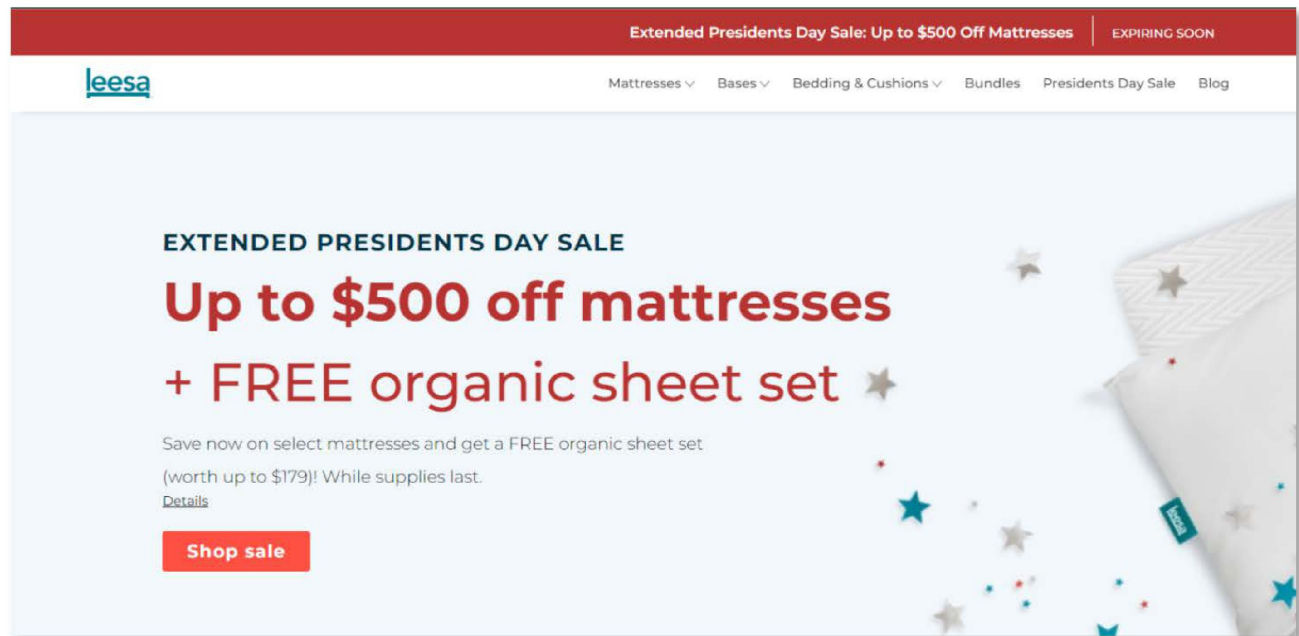 Extended Presidents Day Sale: Up to $500 Off Mattresses EXPIRING SOON
leesa Mattresses Bases Bedding & Cushions Bundles Presidents Day Sale Blog
EXTENDED PRESIDENTS DAY SALE
Up to $500 off mattresses
+ FREE organic sheet set
Save now on select mattresses and get a FREE organic sheet set
(worth up to $179)! While supplies last.
Details
leesa
Shop sale